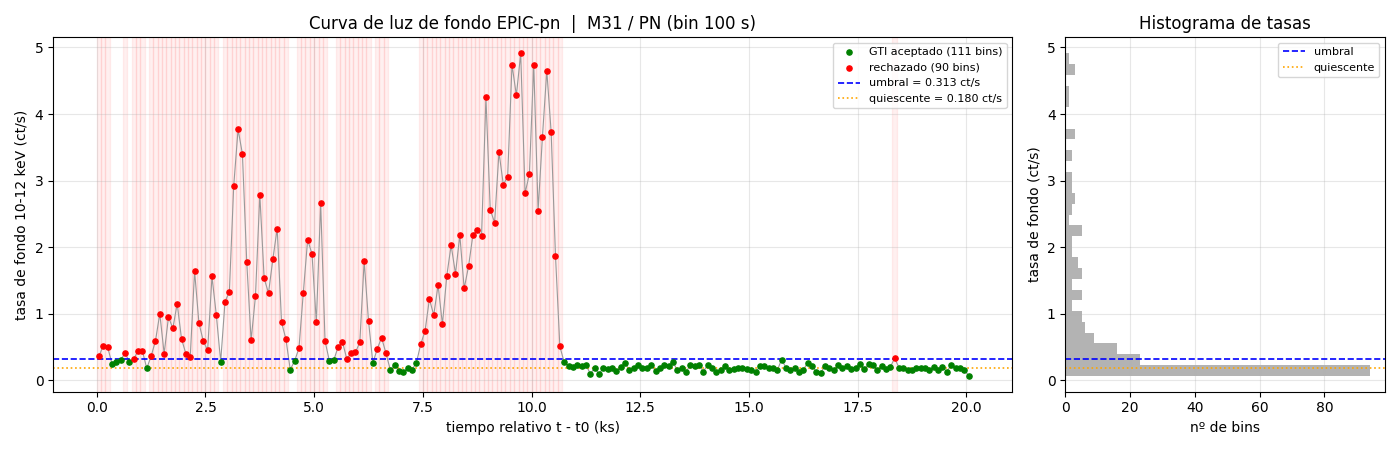 Curva de luz de fondo EPIC-pn | M31 / PN (bin 100 s)
tasa de fondo 10-12 keV (ct/s)
5
4
3
2
1
0
0.0 2.5 5.0 7.5 10.0 12.5 15.0 17.5 20.0
tiempo relativo t - t0 (ks)
GTI aceptado (111 bins)
rechazado (90 bins)
umbral = 0.313 ct/s
quiescente = 0.180 ct/s
Histograma de tasas
tasa de fondo (ct/s)
5
4
3
2
1
0
0 20 40 60 80
nº de bins
umbral
quiescente